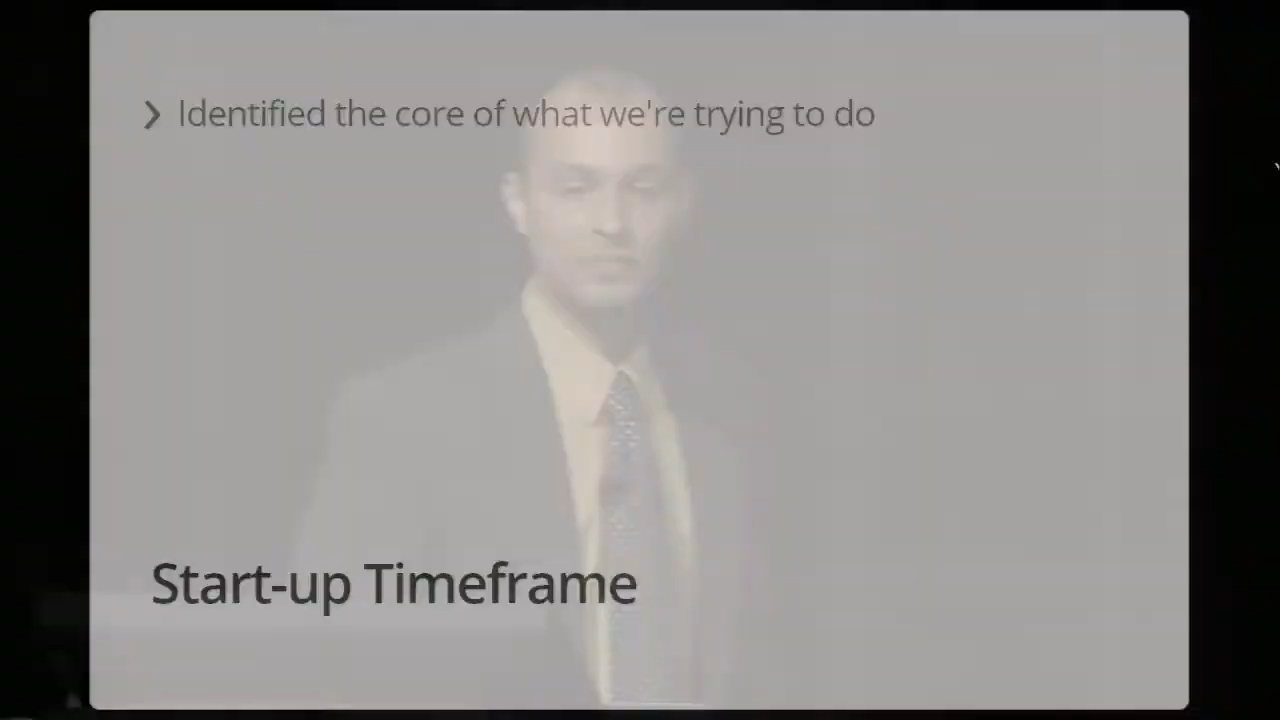 Identified the core of what we're trying to do
Start-up Timeframe